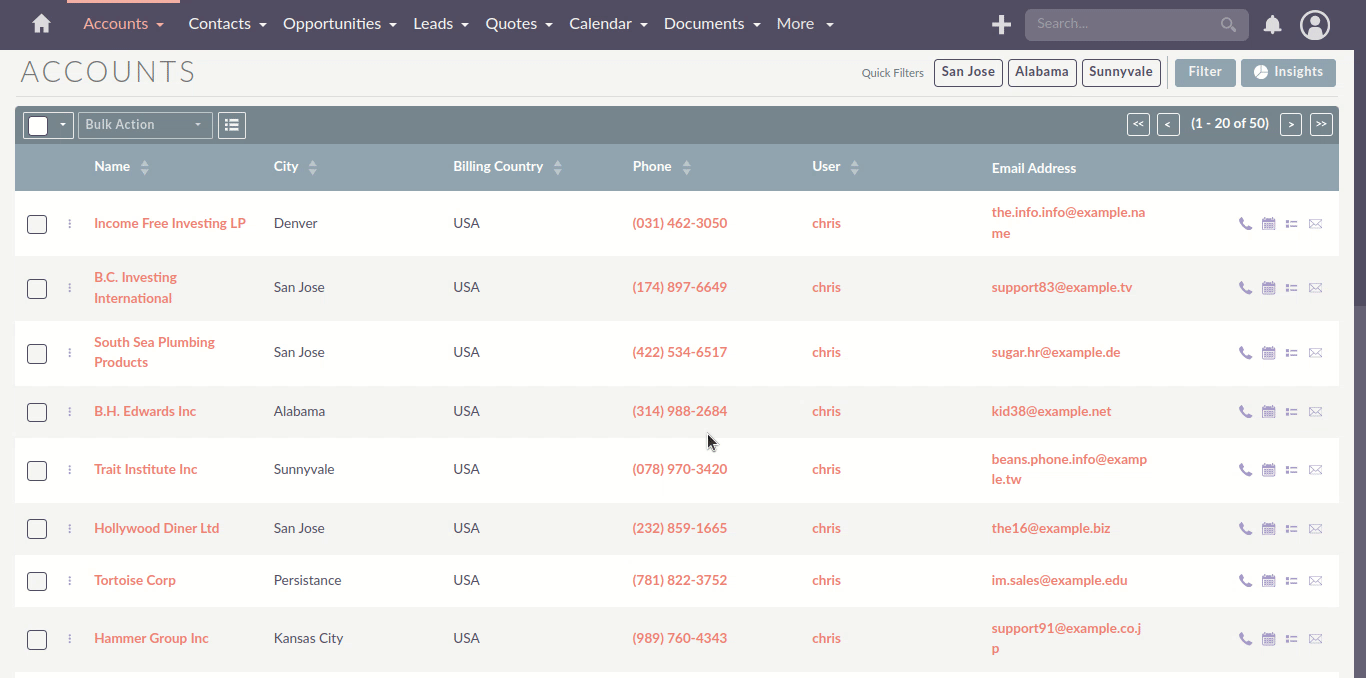 Accounts Contacts Opportunities Leads Quotes Calendar Documents More Search...
ACCOUNTS Quick Filters San Jose Alabama Sunnyvale Filter Insights
Bulk Action << < (1 - 20 of 50) > >>
Name City Billing Country Phone User Email Address
Income Free Investing LP Denver USA (031) 462-3050 chris the.info.info@example.na
me
B.C. Investing
International San Jose USA (174) 897-6649 chris support83@example.tv
South Sea Plumbing
Products San Jose USA (422) 534-6517 chris sugar.hr@example.de
B.H. Edwards Inc Alabama USA (314) 988-2684 chris kid38@example.net
Trait Institute Inc Sunnyvale USA (078) 970-3420 chris beans.phone.info@examp
le.tw
Hollywood Diner Ltd San Jose USA (232) 859-1665 chris the16@example.biz
Tortoise Corp Persistance USA (781) 822-3752 chris im.sales@example.edu
Hammer Group Inc Kansas City USA (989) 760-4343 chris support91@example.co.j
p